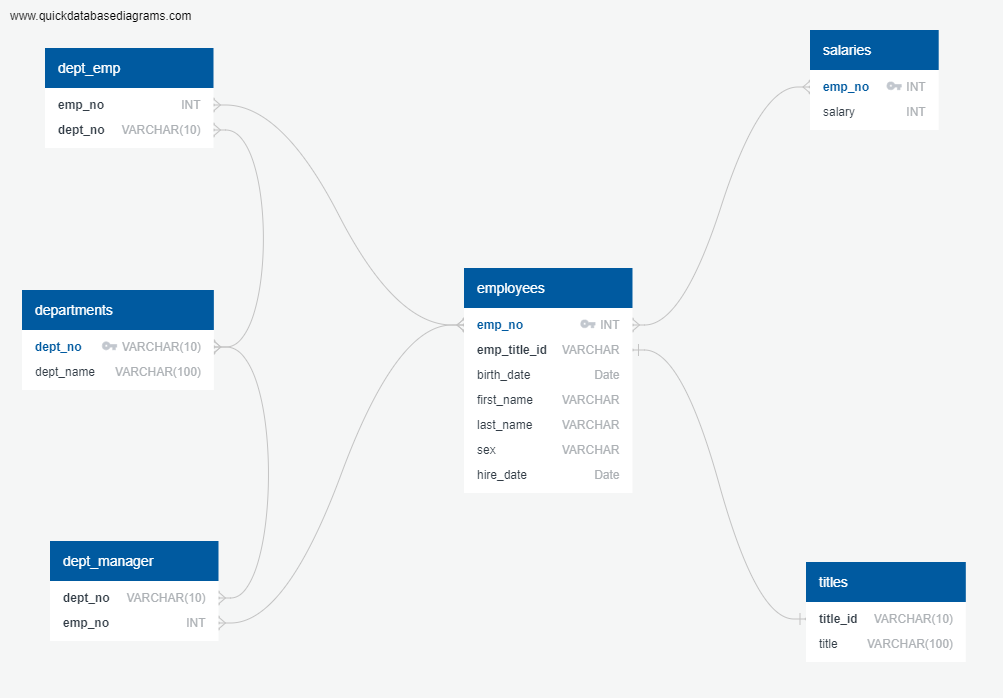 www.quickdatabasediagrams.com
dept_emp
emp_no INT
dept_no VARCHAR(10)
departments
dept_no VARCHAR(10)
dept_name VARCHAR(100)
dept_manager
dept_no VARCHAR(10)
emp_no INT
employees
emp_no INT
emp_title_id VARCHAR
birth_date Date
first_name VARCHAR
last_name VARCHAR
sex VARCHAR
hire_date Date
salaries
emp_no INT
salary INT
titles
title_id VARCHAR(10)
title VARCHAR(100)